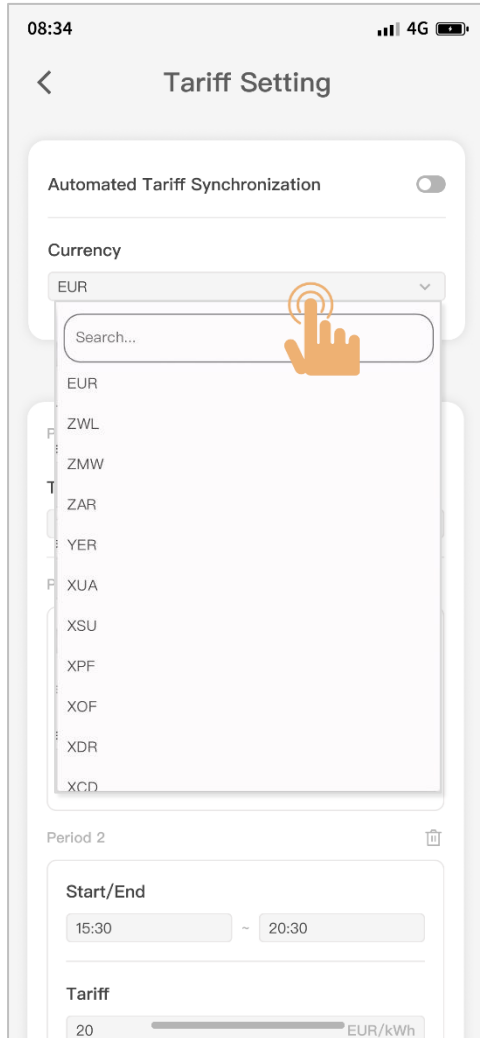 08:34 4G
Tariff Setting
Automated Tariff Synchronization
Currency
EUR
Search...
EUR
ZWL
ZMW
ZAR
YER
XUA
XSU
XPF
XOF
XDR
XCD
Period 2
Start/End
15:30 ~ 20:30
Tariff
20 EUR/kWh